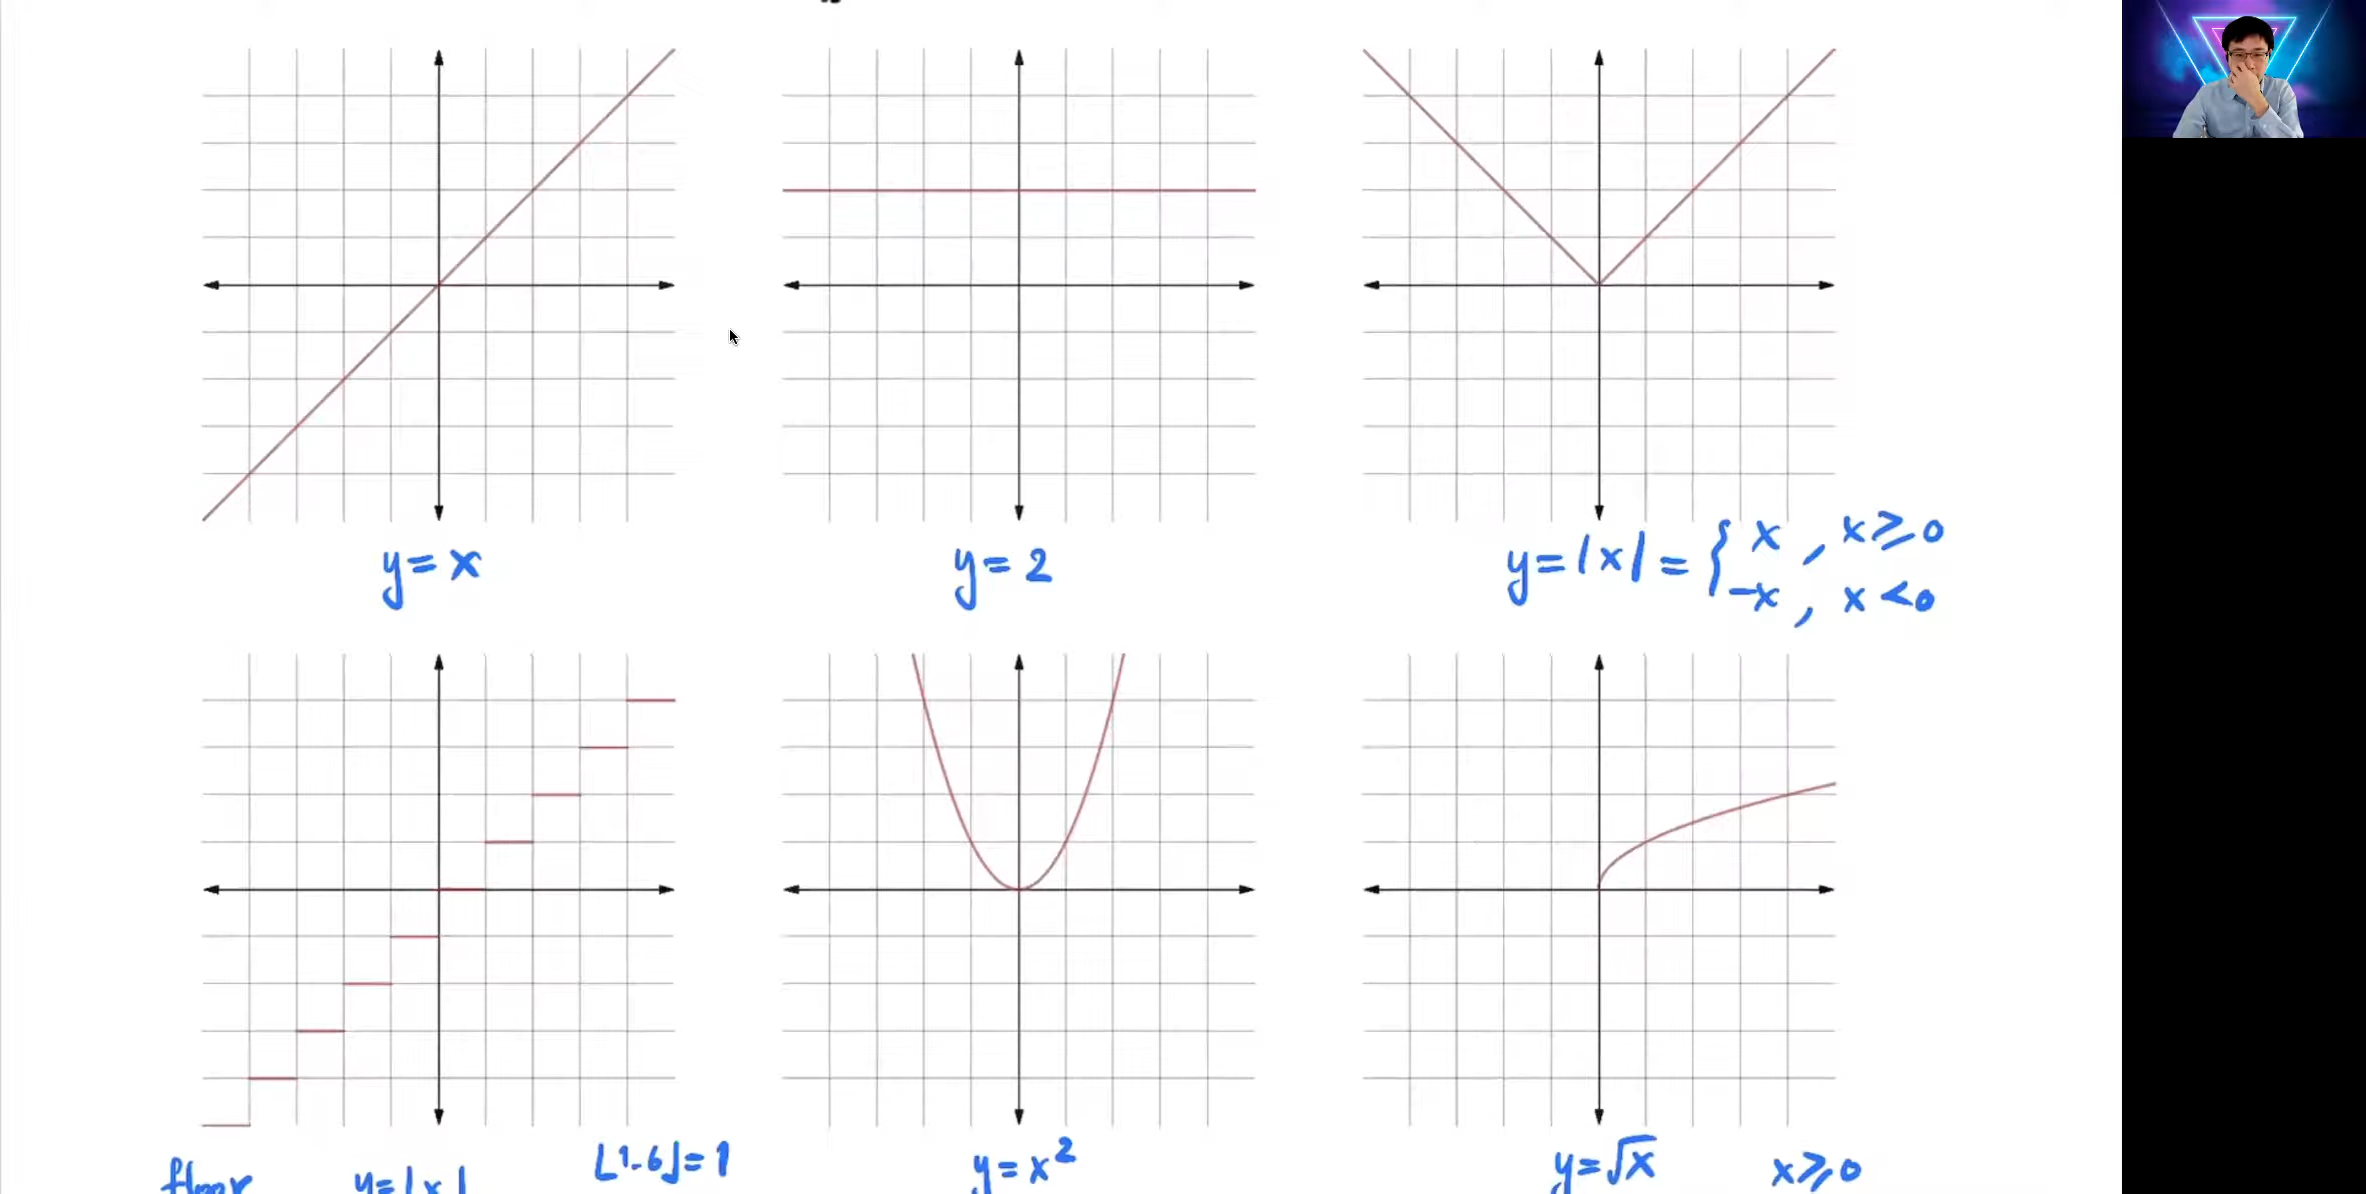 y = x
y = 2
y = |x| = { x , x ≥ 0
-x , x < 0
floor
y = ⌊x⌋
⌊1.6⌋ = 1
y = x²
y = √x
x ≥ 0